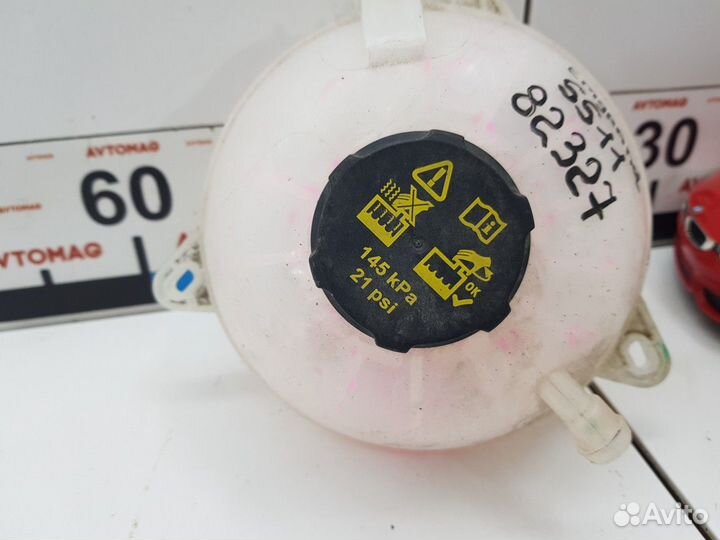 AVTOMAG
60
AVTOMAG
30
82327
145 kPa
21 psi
OK
Avito